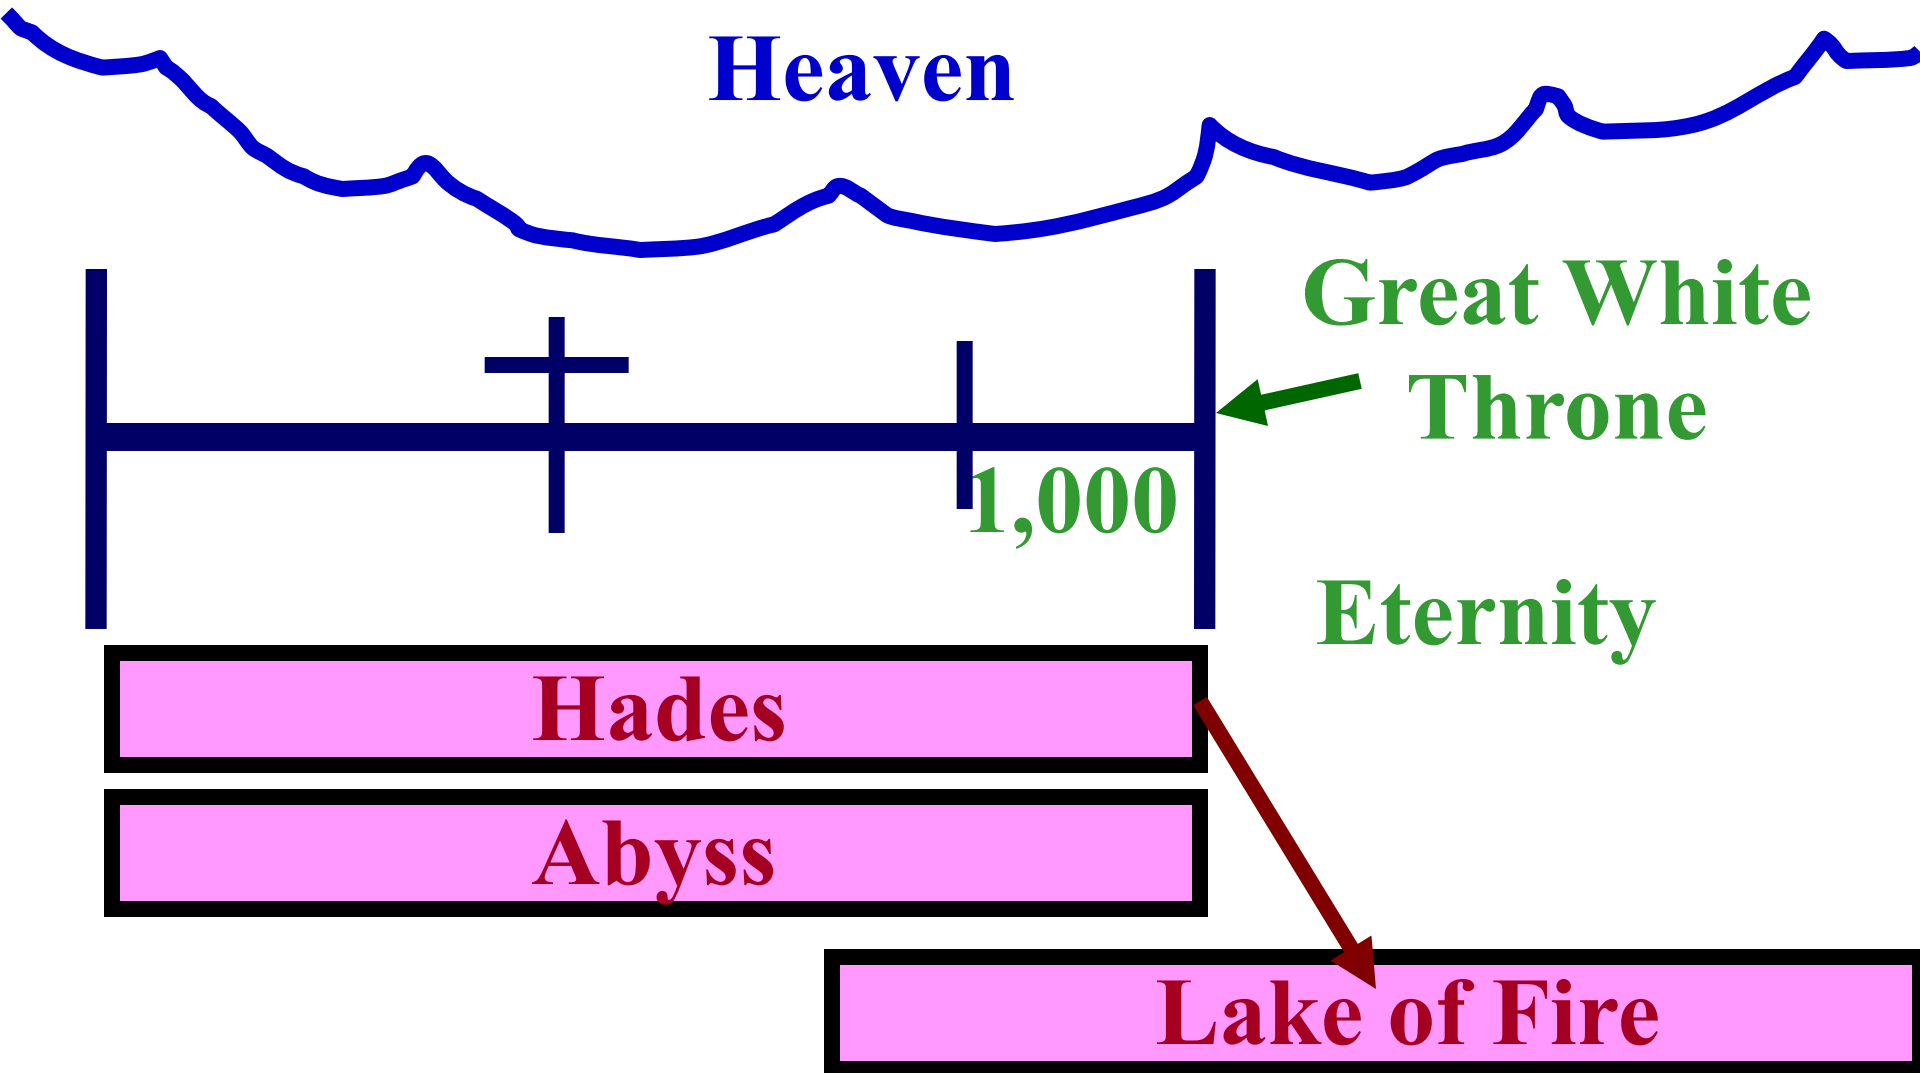 Heaven
Great White
Throne
1,000
Eternity
Hades
Abyss
Lake of Fire